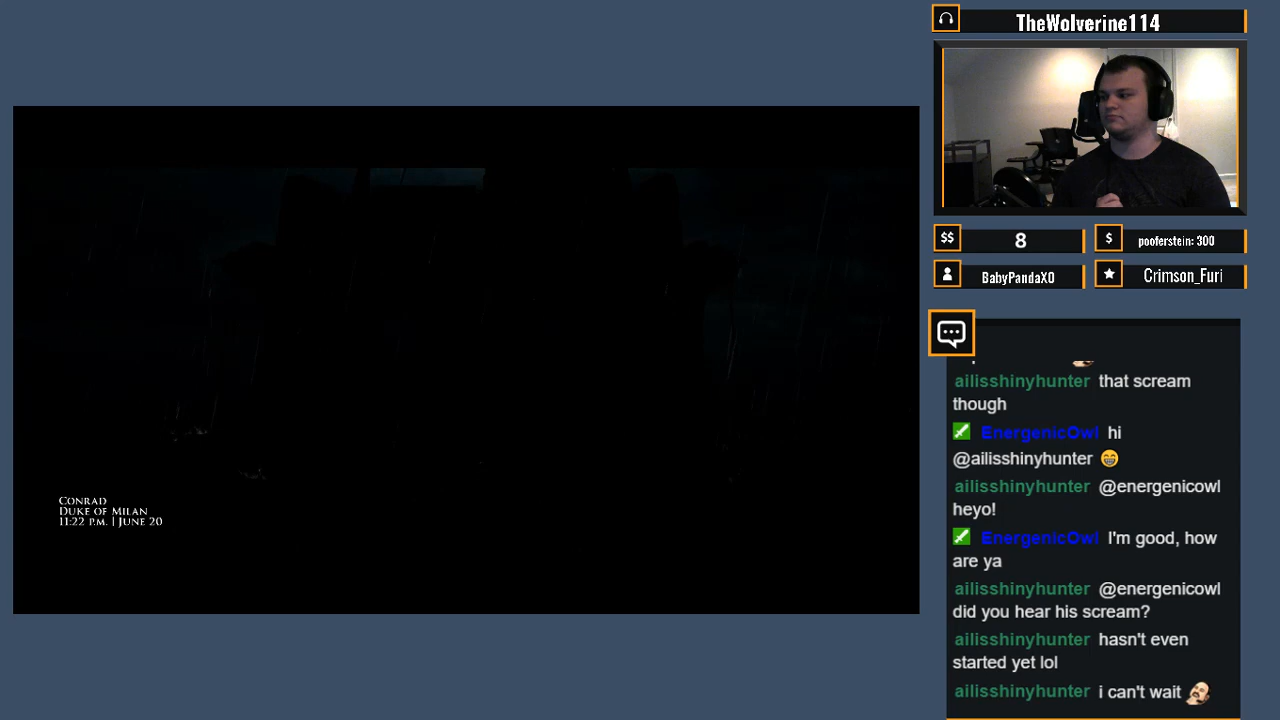 TheWolverine114
$$ 8
$ pooferstein: 300
BabyPandaXO
Crimson_Furi
CONRAD
DUKE OF MILAN
11:22 P.M. | JUNE 20
ailisshinyhunter that scream
though
EnergenicOwl hi
@ailisshinyhunter 😁
ailisshinyhunter @energenicowl
heyo!
EnergenicOwl I'm good, how
are ya
ailisshinyhunter @energenicowl
did you hear his scream?
ailisshinyhunter hasn't even
started yet lol
ailisshinyhunter i can't wait